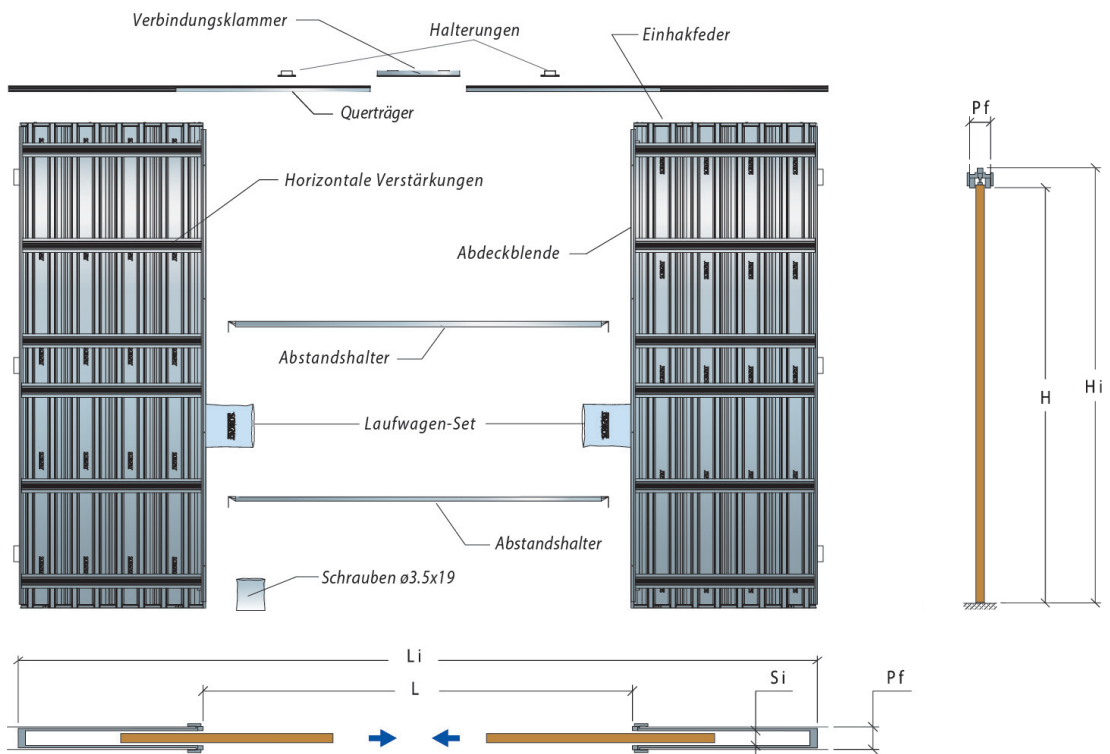 Verbindungsklammer
Halterungen
Einhakfeder
Querträger
Pf
Horizontale Verstärkungen
Abdeckblende
Abstandshalter
H
Hi
Laufwagen-Set
Abstandshalter
Schrauben ø3.5x19
Li
L
Si
Pf